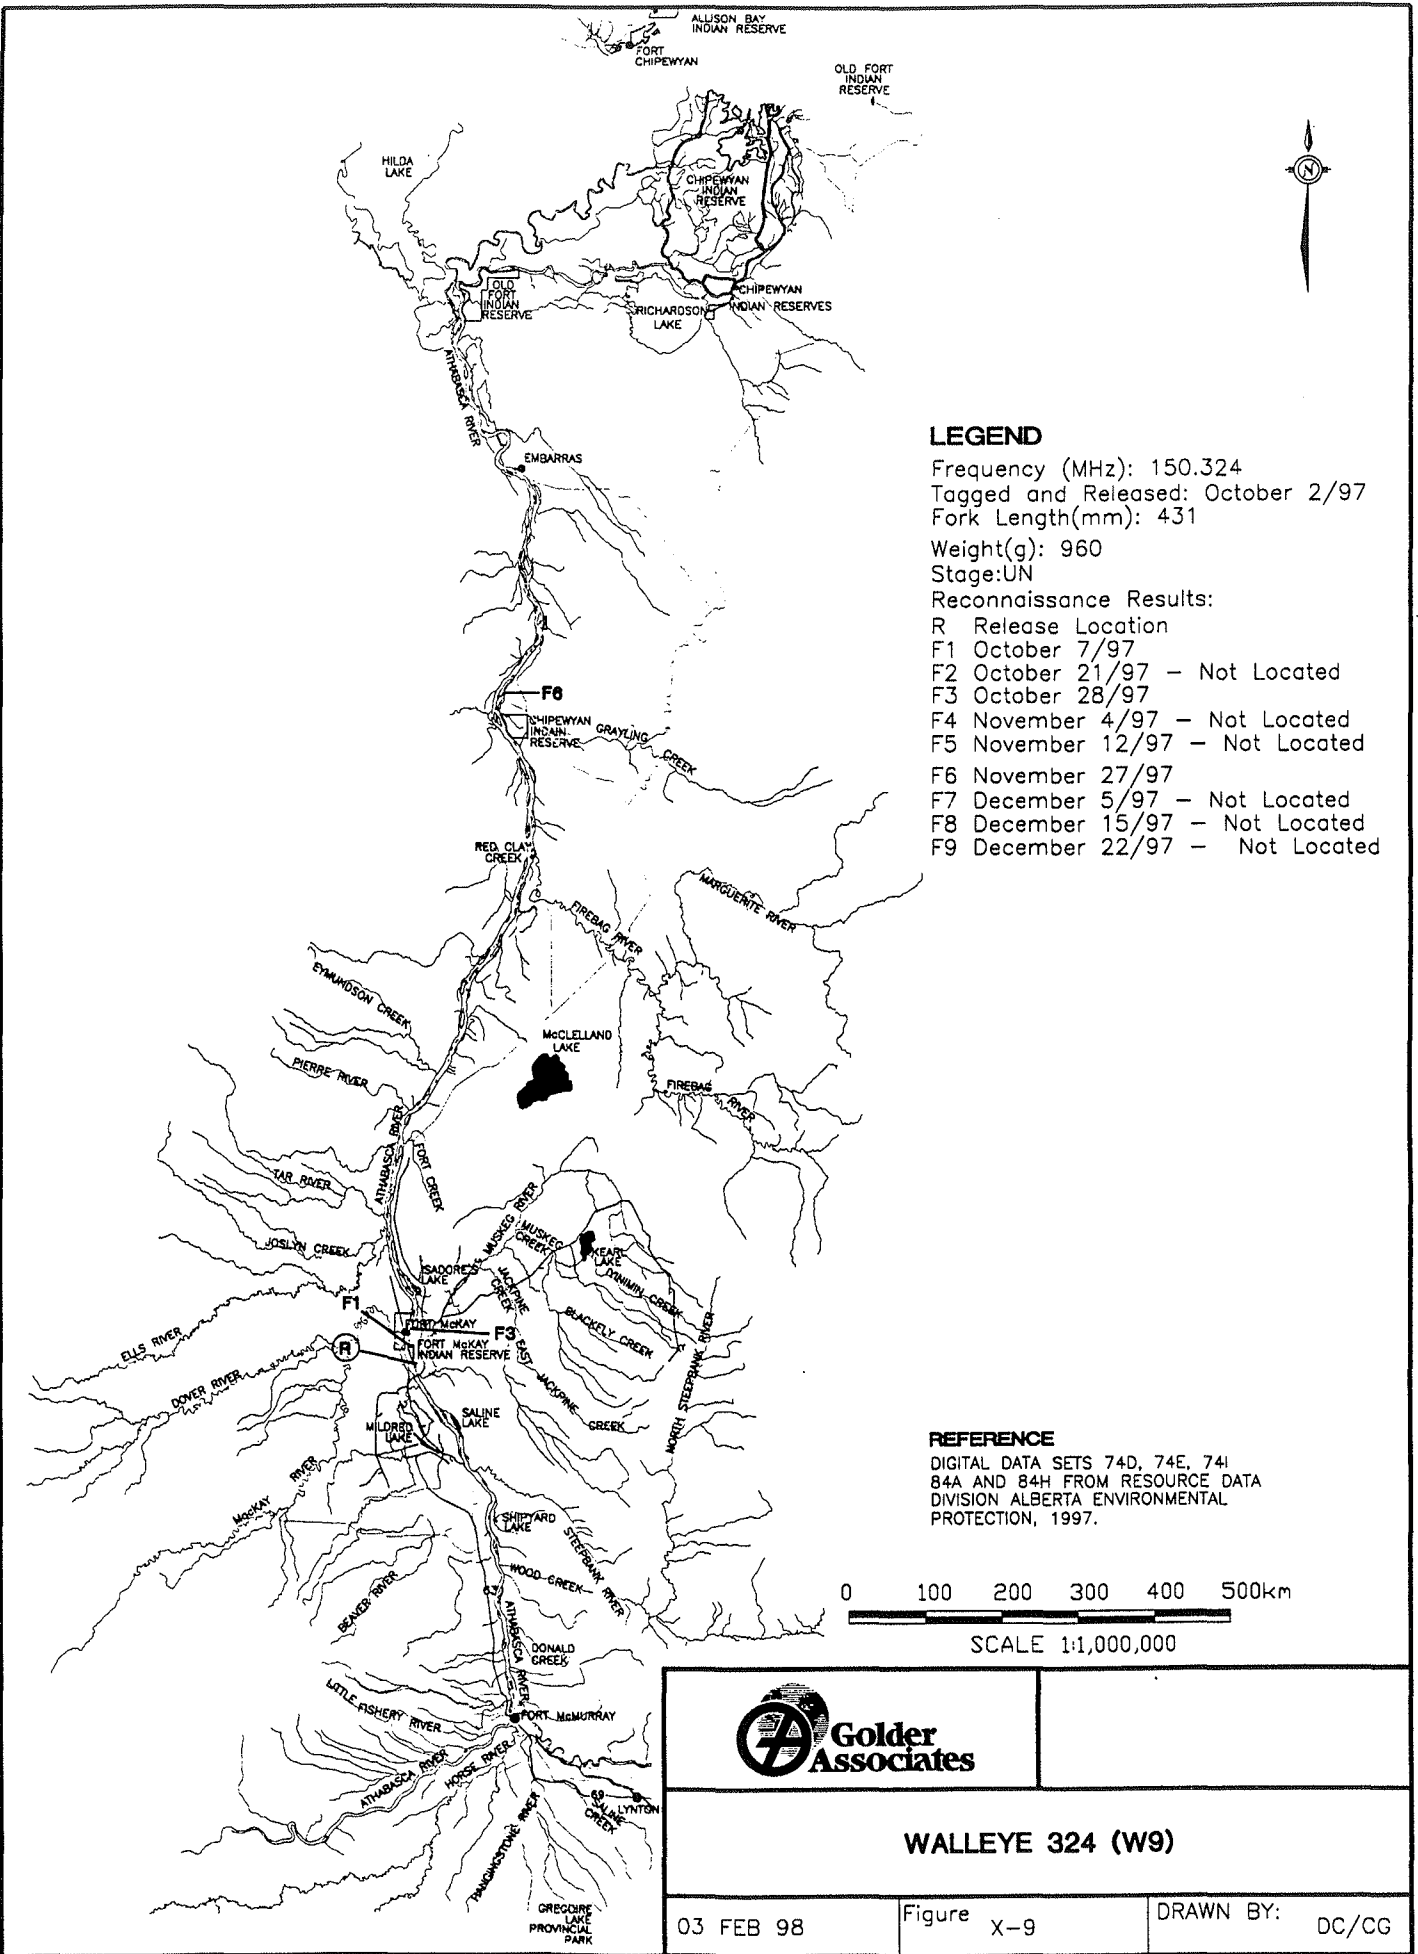 ALLISON BAY
INDIAN RESERVE
FORT
CHIPEWYAN
OLD FORT
INDIAN
RESERVE
HILDA
LAKE
CHIPEWYAN
INDIAN
RESERVE
N
OLD
FORT
INDIAN
RESERVE
CHIPEWYAN
INDIAN RESERVES
RICHARDSON
LAKE
ATHABASCA RIVER
EMBARRAS
LEGEND
Frequency (MHz): 150.324
Tagged and Released: October 2/97
Fork Length(mm): 431
Weight(g): 960
Stage:UN
Reconnaissance Results:
R Release Location
F1 October 7/97
F2 October 21/97 – Not Located
F3 October 28/97
F4 November 4/97 – Not Located
F5 November 12/97 – Not Located
F6 November 27/97
F7 December 5/97 – Not Located
F8 December 15/97 – Not Located
F9 December 22/97 – Not Located
F6
CHIPEWYAN
INDAIN
RESERVE
GRAYLING
CREEK
RED CLAY
CREEK
MARGUERITE RIVER
FIREBAG RIVER
EYMUNDSON CREEK
McCLELLAND
LAKE
PIERRE RIVER
FIREBAG
RIVER
ATHABASCA RIVER
FORT CREEK
TAR RIVER
MUSKEG RIVER
MUSKEG
CREEK
JOSLYN CREEK
KEARL
LAKE
ISADORE'S
LAKE
JACKPINE
CREEK
IYINIMIN CREEK
F1
BLACKFLY CREEK
FORT McKAY
F3
ELLS RIVER
R
FORT McKAY
INDIAN RESERVE
EAST
JACKPINE
CREEK
NORTH STEEPBANK RIVER
DOVER RIVER
SALINE
LAKE
MILDRED
LAKE
MacKAY
RIVER
SHIPYARD
LAKE
STEEPBANK RIVER
WOOD CREEK
63
BEAVER RIVER
ATHABASCA RIVER
DONALD
CREEK
REFERENCE
DIGITAL DATA SETS 74D, 74E, 74I
84A AND 84H FROM RESOURCE DATA
DIVISION ALBERTA ENVIRONMENTAL
PROTECTION, 1997.
0 100 200 300 400 500km
SCALE 1:1,000,000
LITTLE FISHERY RIVER
FORT McMURRAY
ATHABASCA RIVER
HORSE RIVER
69
SALINE
CREEK
LYNTON
HANGINGSTONE RIVER
GREGOIRE
LAKE
PROVINCIAL
PARK
Golder
Associates
WALLEYE 324 (W9)
03 FEB 98
Figure X-9
DRAWN BY: DC/CG